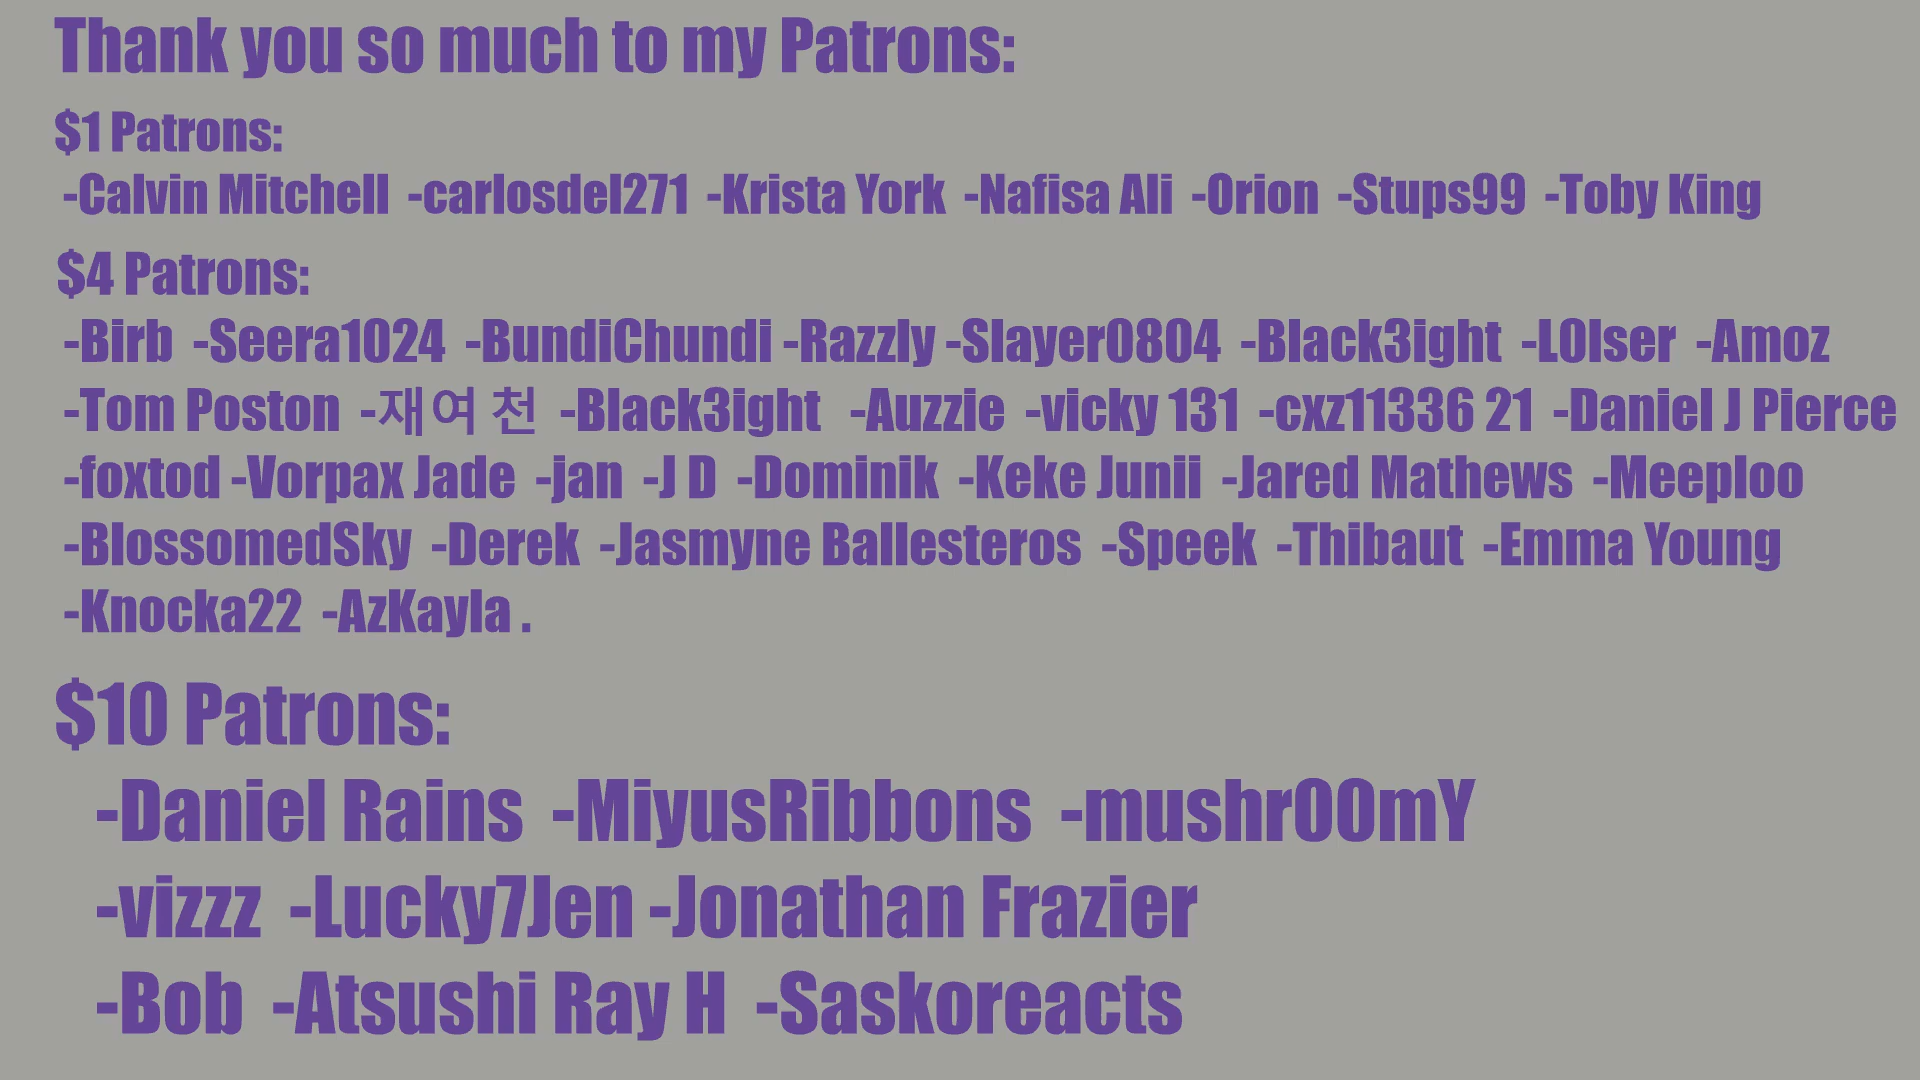 Thank you so much to my Patrons:
$1 Patrons:
-Calvin Mitchell -carlosdel271 -Krista York -Nafisa Ali -Orion -Stups99 -Toby King
$4 Patrons:
-Birb -Seera1024 -BundiChundi -Razzly -Slayer0804 -Black3ight -L0lser -Amoz
-Tom Poston -재여 천 -Black3ight -Auzzie -vicky 131 -cxz11336 21 -Daniel J Pierce
-foxtod -Vorpax Jade -jan -J D -Dominik -Keke Junii -Jared Mathews -Meeploo
-BlossomedSky -Derek -Jasmyne Ballesteros -Speek -Thibaut -Emma Young
-Knocka22 -AzKayla .
$10 Patrons:
-Daniel Rains -MiyusRibbons -mushr00mY
-vizzz -Lucky7Jen -Jonathan Frazier
-Bob -Atsushi Ray H -Saskoreacts